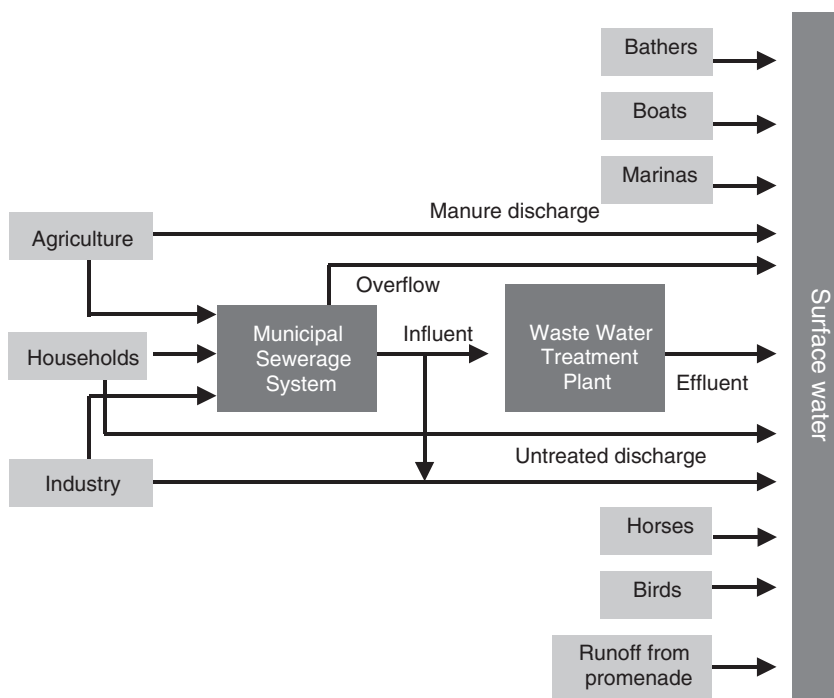 Bathers
Boats
Marinas
Manure discharge
Agriculture
Overflow
Municipal
Sewerage
System
Influent
Waste Water
Treatment
Plant
Households
Effluent
Untreated discharge
Industry
Horses
Birds
Runoff from
promenade
Surface water